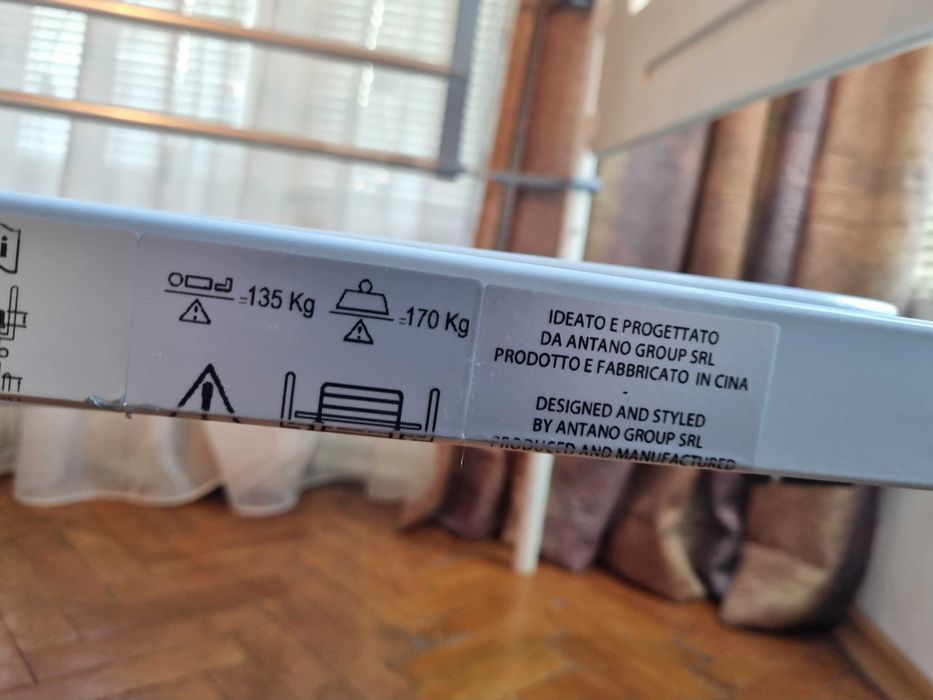 i
=135 Kg
=170 Kg
IDEATO E PROGETTATO
DA ANTANO GROUP SRL
PRODOTTO E FABBRICATO IN CINA
-
DESIGNED AND STYLED
BY ANTANO GROUP SRL
PRODUCED AND MANUFACTURED